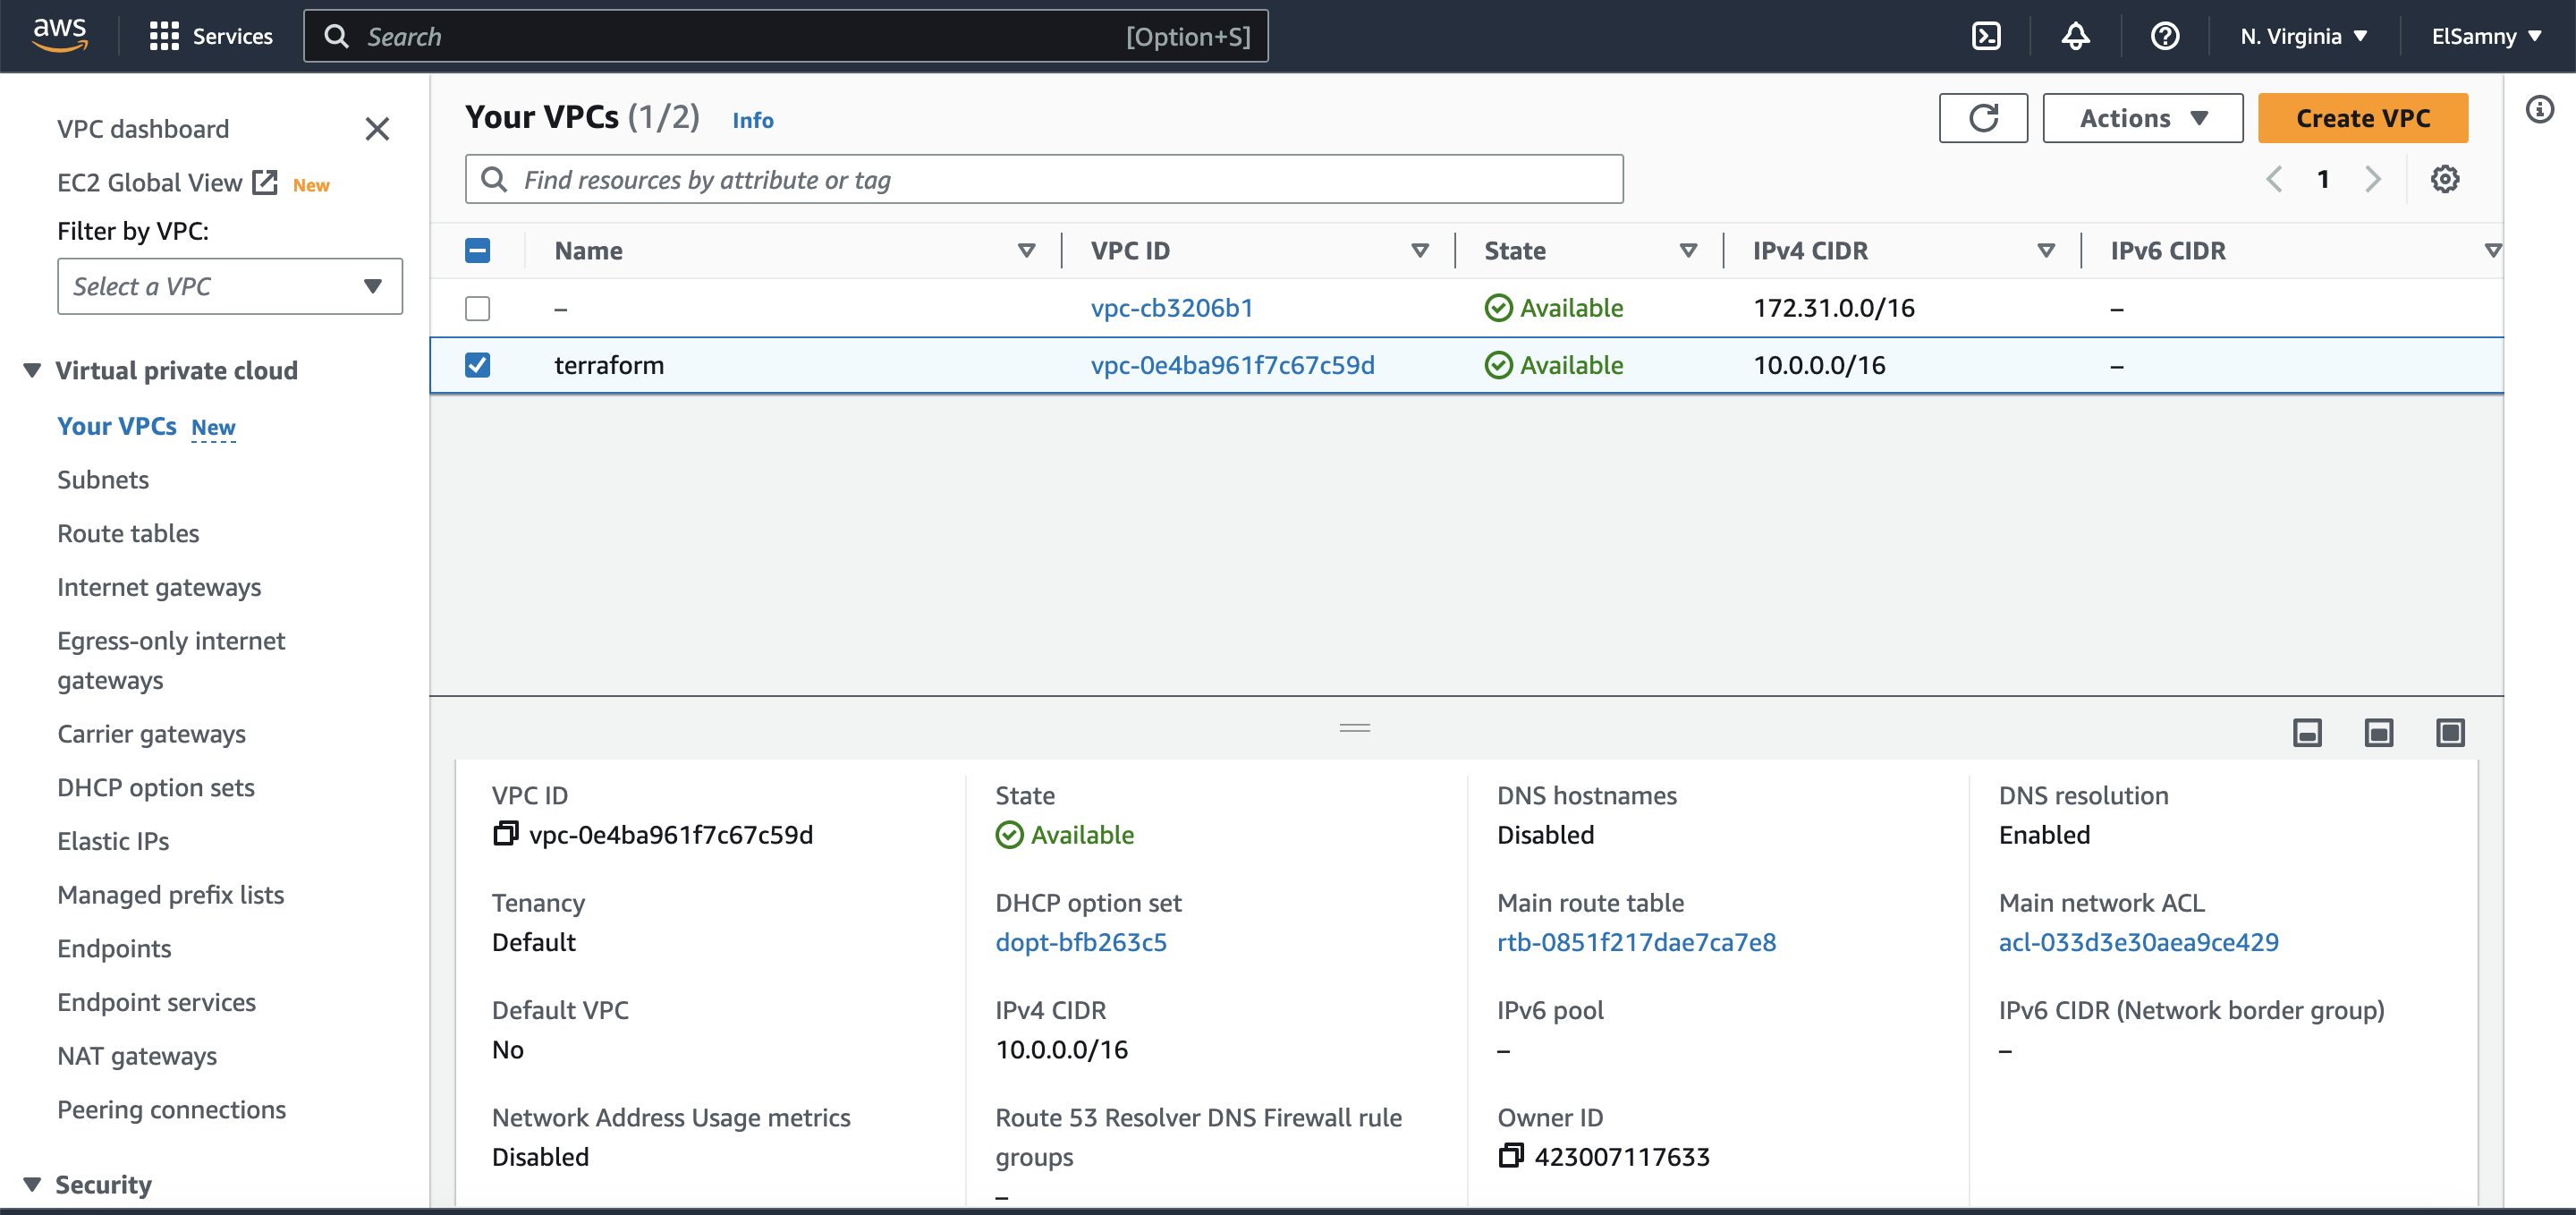 aws
Services
Search [Option+S]
N. Virginia
ElSamny
VPC dashboard
EC2 Global View New
Filter by VPC:
Select a VPC
Virtual private cloud
Your VPCs New
Subnets
Route tables
Internet gateways
Egress-only internet
gateways
Carrier gateways
DHCP option sets
Elastic IPs
Managed prefix lists
Endpoints
Endpoint services
NAT gateways
Peering connections
Security
Your VPCs (1/2) Info
Actions
Create VPC
Find resources by attribute or tag
1
Name VPC ID State IPv4 CIDR IPv6 CIDR
– vpc-cb3206b1 Available 172.31.0.0/16 –
terraform vpc-0e4ba961f7c67c59d Available 10.0.0.0/16 –
VPC ID
vpc-0e4ba961f7c67c59d
State
Available
DNS hostnames
Disabled
DNS resolution
Enabled
Tenancy
Default
DHCP option set
dopt-bfb263c5
Main route table
rtb-0851f217dae7ca7e8
Main network ACL
acl-033d3e30aea9ce429
Default VPC
No
IPv4 CIDR
10.0.0.0/16
IPv6 pool
–
IPv6 CIDR (Network border group)
–
Network Address Usage metrics
Disabled
Route 53 Resolver DNS Firewall rule
groups
–
Owner ID
423007117633